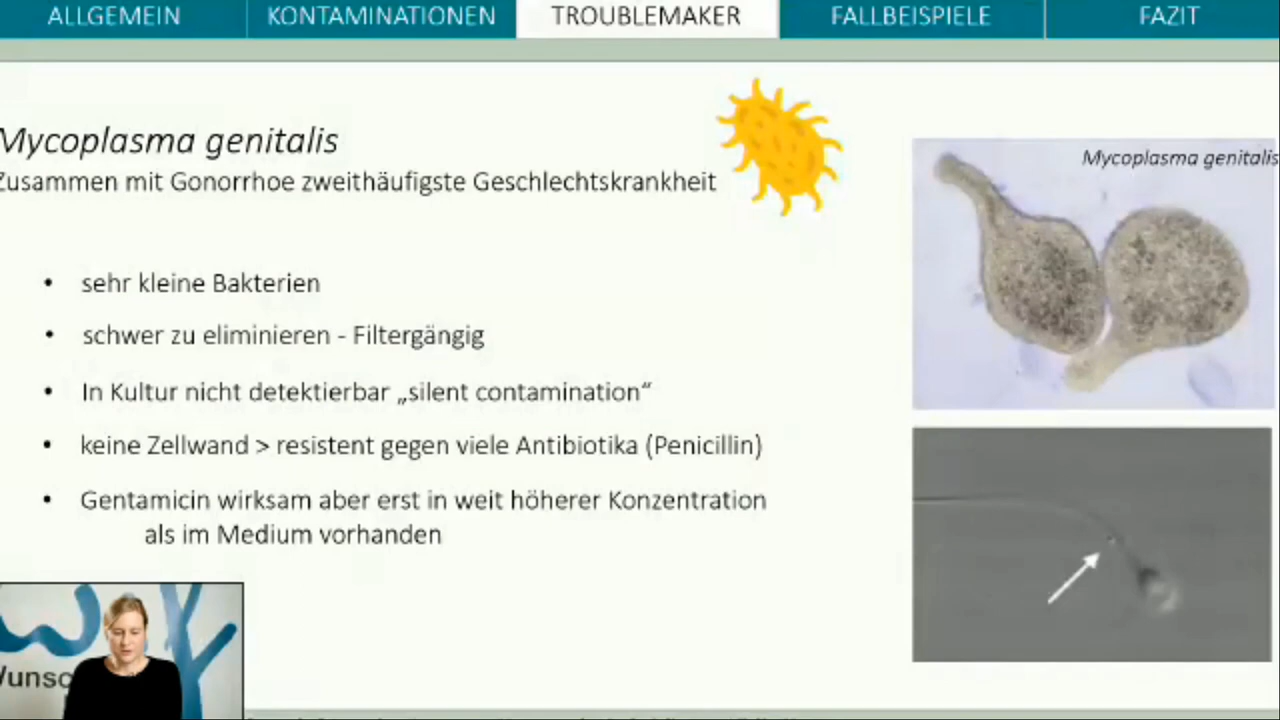 ALLGEMEIN
KONTAMINATIONEN
TROUBLEMAKER
FALLBEISPIELE
FAZIT
Mycoplasma genitalis
Zusammen mit Gonorrhoe zweithäufigste Geschlechtskrankheit
• sehr kleine Bakterien
• schwer zu eliminieren - Filtergängig
• In Kultur nicht detektierbar „silent contamination“
• keine Zellwand > resistent gegen viele Antibiotika (Penicillin)
• Gentamicin wirksam aber erst in weit höherer Konzentration
als im Medium vorhanden
Mycoplasma genitalis